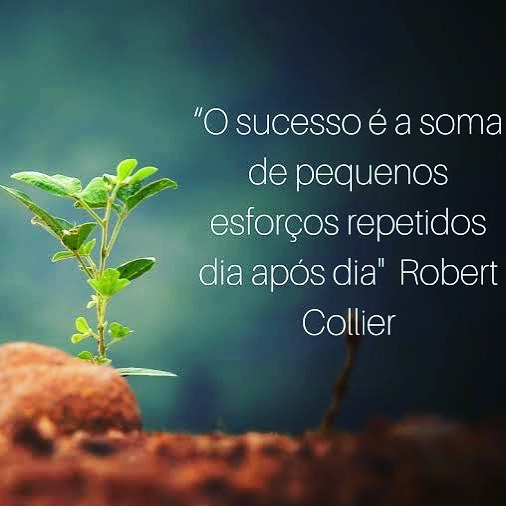 "O sucesso é a soma
de pequenos
esforços repetidos
dia após dia" Robert
Collier